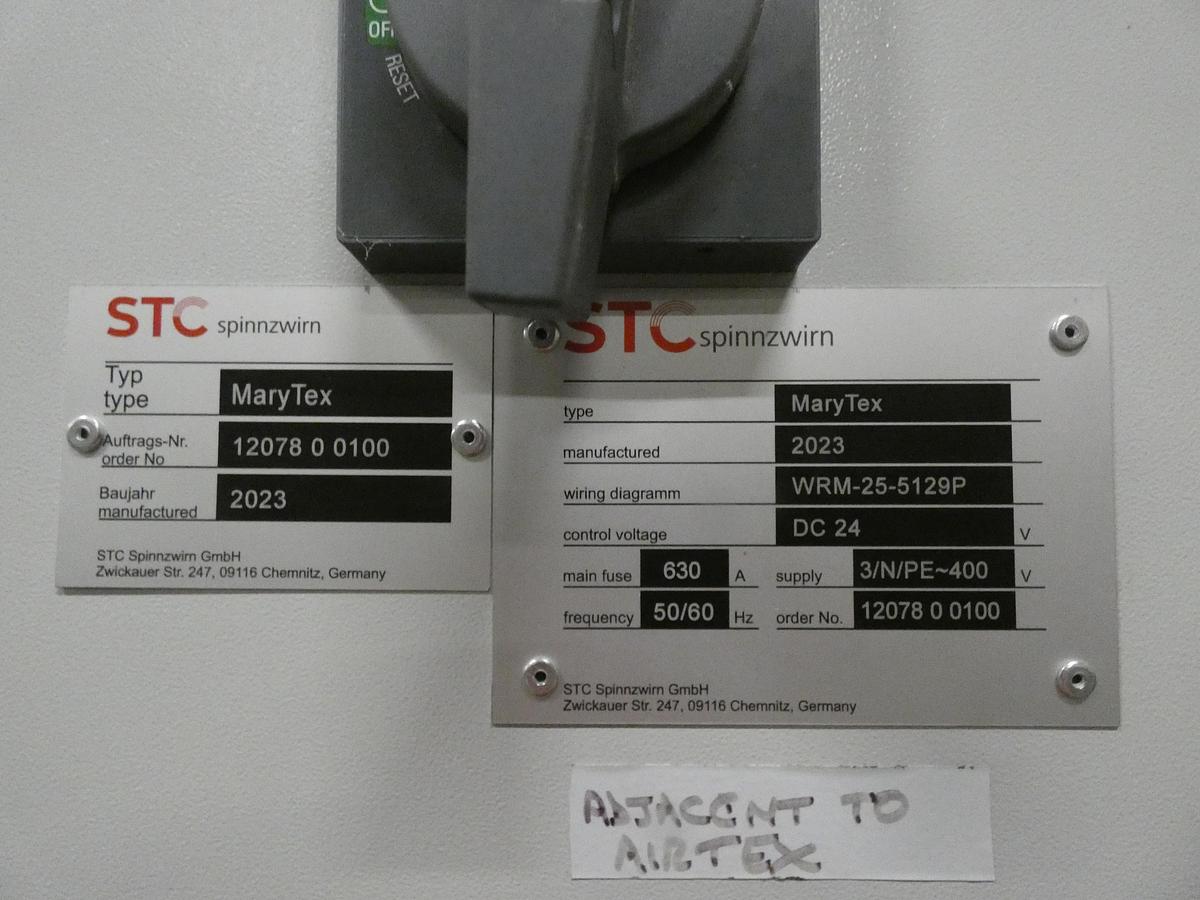 OFF
RESET
STC spinnzwirn
Typ
type
MaryTex
Auftrags-Nr.
order No
12078 0 0100
Baujahr
manufactured
2023
STC Spinnzwirn GmbH
Zwickauer Str. 247, 09116 Chemnitz, Germany
STC spinnzwirn
type MaryTex
manufactured 2023
wiring diagramm WRM-25-5129P
control voltage DC 24 V
main fuse 630 A supply 3/N/PE~400 V
frequency 50/60 Hz order No. 12078 0 0100
STC Spinnzwirn GmbH
Zwickauer Str. 247, 09116 Chemnitz, Germany
ADJACENT TO
AIRTEX